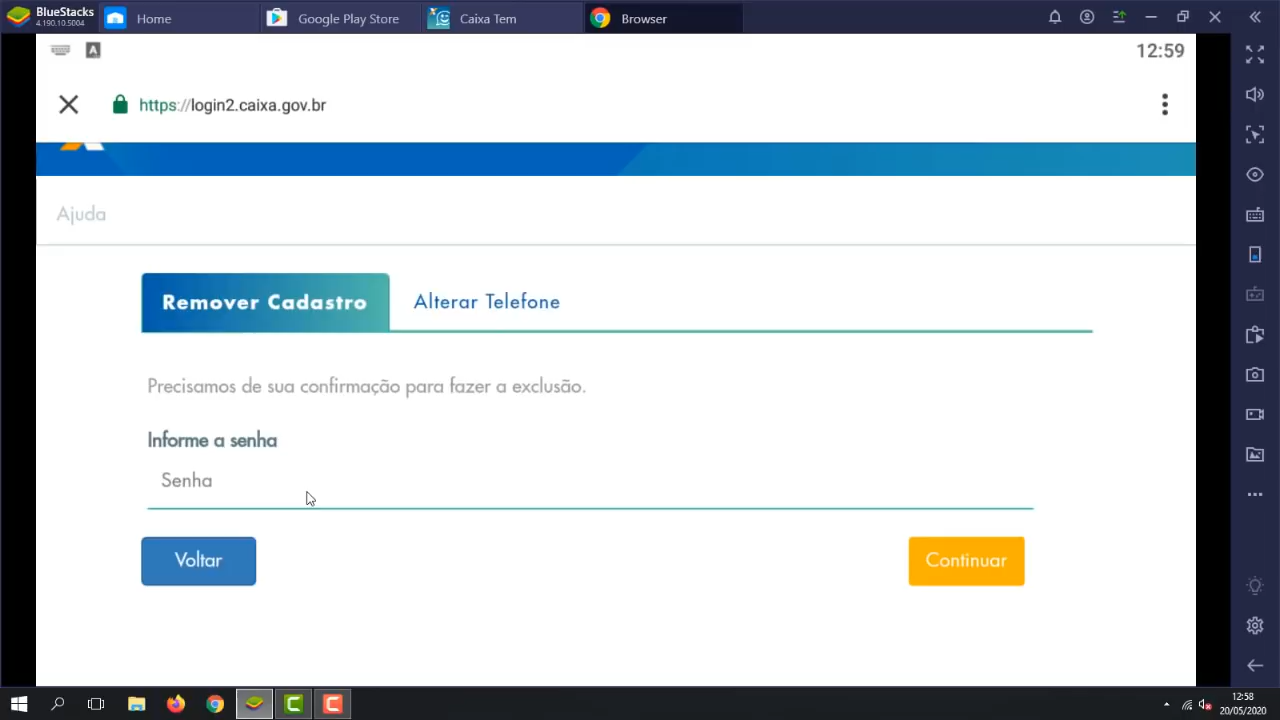 BlueStacks
4.190.10.5004
Home
Google Play Store
Caixa Tem
Browser
A
12:59
https://login2.caixa.gov.br
Ajuda
Remover Cadastro
Alterar Telefone
Precisamos de sua confirmação para fazer a exclusão.
Informe a senha
Senha
Voltar
Continuar
12:58
20/05/2020